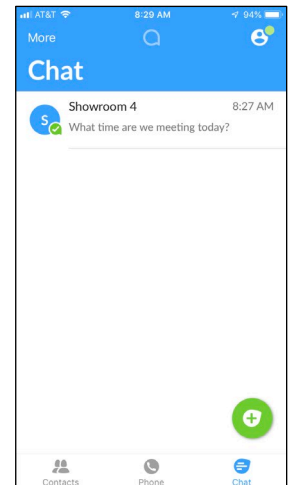 AT&T 8:29 AM 94%
More
Chat
Showroom 4 8:27 AM
S
What time are we meeting today?
Contacts Phone Chat